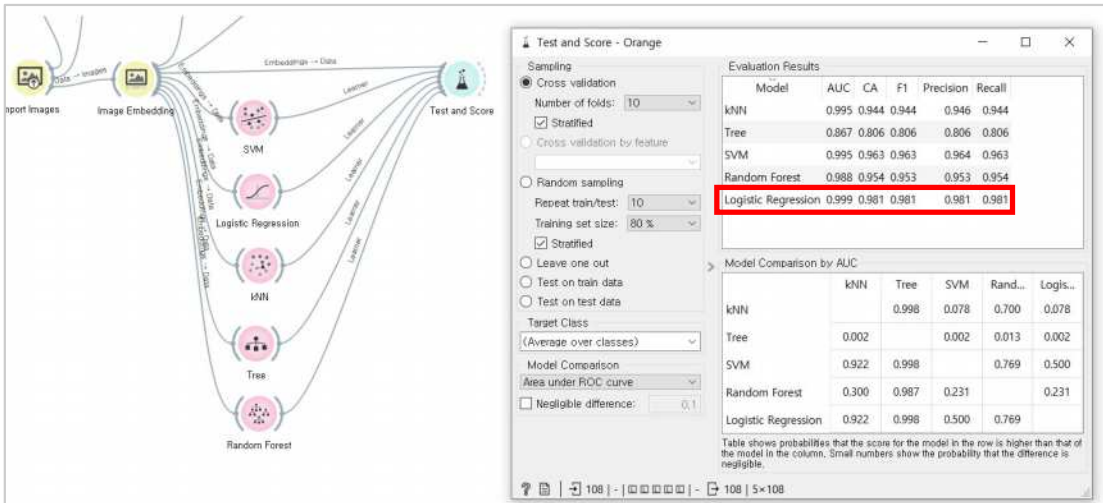 Import Images
Data → Images
Image Embedding
Embeddings → Data
Test and Score
Embeddings → Data
Embeddings → Data
Embeddings → Data
Embeddings → Data
Learner
SVM
Learner
Logistic Regression
Learner
kNN
Learner
Tree
Learner
Random Forest
Test and Score - Orange
Sampling
Cross validation
Number of folds: 10
Stratified
Cross validation by feature
Random sampling
Repeat train/test: 10
Training set size: 80 %
Stratified
Leave one out
Test on train data
Test on test data
Target Class
(Average over classes)
Model Comparison
Area under ROC curve
Negligible difference: 0,1
Evaluation Results
Model AUC CA F1 Precision Recall
kNN 0.995 0.944 0.944 0.946 0.944
Tree 0.867 0.806 0.806 0.806 0.806
SVM 0.995 0.963 0.963 0.964 0.963
Random Forest 0.988 0.954 0.953 0.953 0.954
Logistic Regression 0.999 0.981 0.981 0.981 0.981
Model Comparison by AUC
kNN Tree SVM Rand... Logis...
kNN 0.998 0.078 0.700 0.078
Tree 0.002 0.002 0.013 0.002
SVM 0.922 0.998 0.769 0.500
Random Forest 0.300 0.987 0.231 0.231
Logistic Regression 0.922 0.998 0.500 0.769
Table shows probabilities that the score for the model in the row is higher than that of
the model in the column. Small numbers show the probability that the difference is
negligible.
? 108 | - | - 108 | 5×108